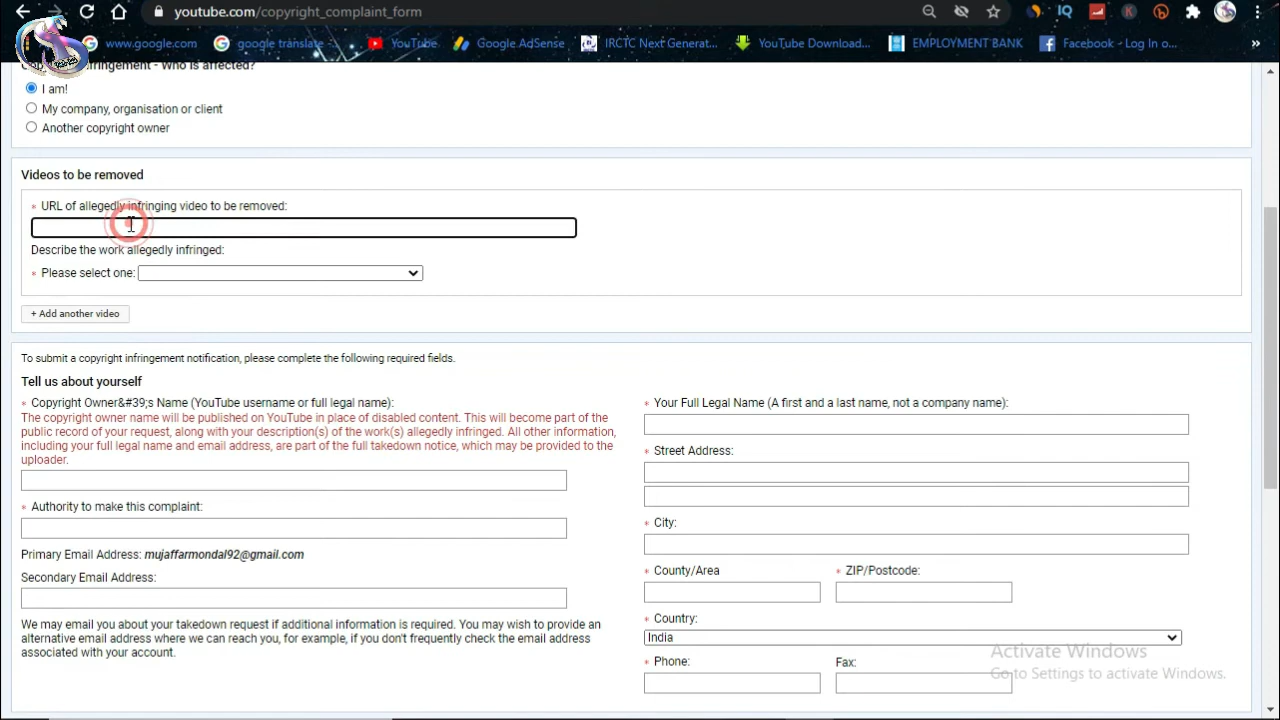 youtube.com/copyright_complaint_form
www.google.com
google translate -...
YouTube
Google AdSense
IRCTC Next Generat...
YouTube Download...
EMPLOYMENT BANK
Facebook - Log In o...
»
Infringement - Who is affected?
I am!
My company, organisation or client
Another copyright owner
Videos to be removed
* URL of allegedly infringing video to be removed:
Describe the work allegedly infringed:
* Please select one:
+ Add another video
To submit a copyright infringement notification, please complete the following required fields.
Tell us about yourself
* Copyright Owner&#39;s Name (YouTube username or full legal name):
The copyright owner name will be published on YouTube in place of disabled content. This will become part of the
public record of your request, along with your description(s) of the work(s) allegedly infringed. All other information,
including your full legal name and email address, are part of the full takedown notice, which may be provided to the
uploader.
* Authority to make this complaint:
Primary Email Address: mujaffarmondal92@gmail.com
Secondary Email Address:
We may email you about your takedown request if additional information is required. You may wish to provide an
alternative email address where we can reach you, for example, if you don't frequently check the email address
associated with your account.
* Your Full Legal Name (A first and a last name, not a company name):
* Street Address:
* City:
* County/Area
* ZIP/Postcode:
* Country:
India
* Phone:
Fax:
Activate Windows
Go to Settings to activate Windows.